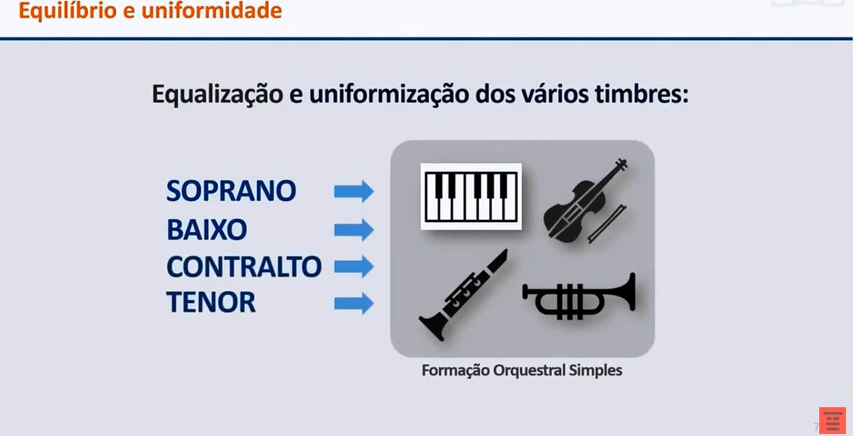 Equilíbrio e uniformidade
Equalização e uniformização dos vários timbres:
SOPRANO
BAIXO
CONTRALTO
TENOR
Formação Orquestral Simples